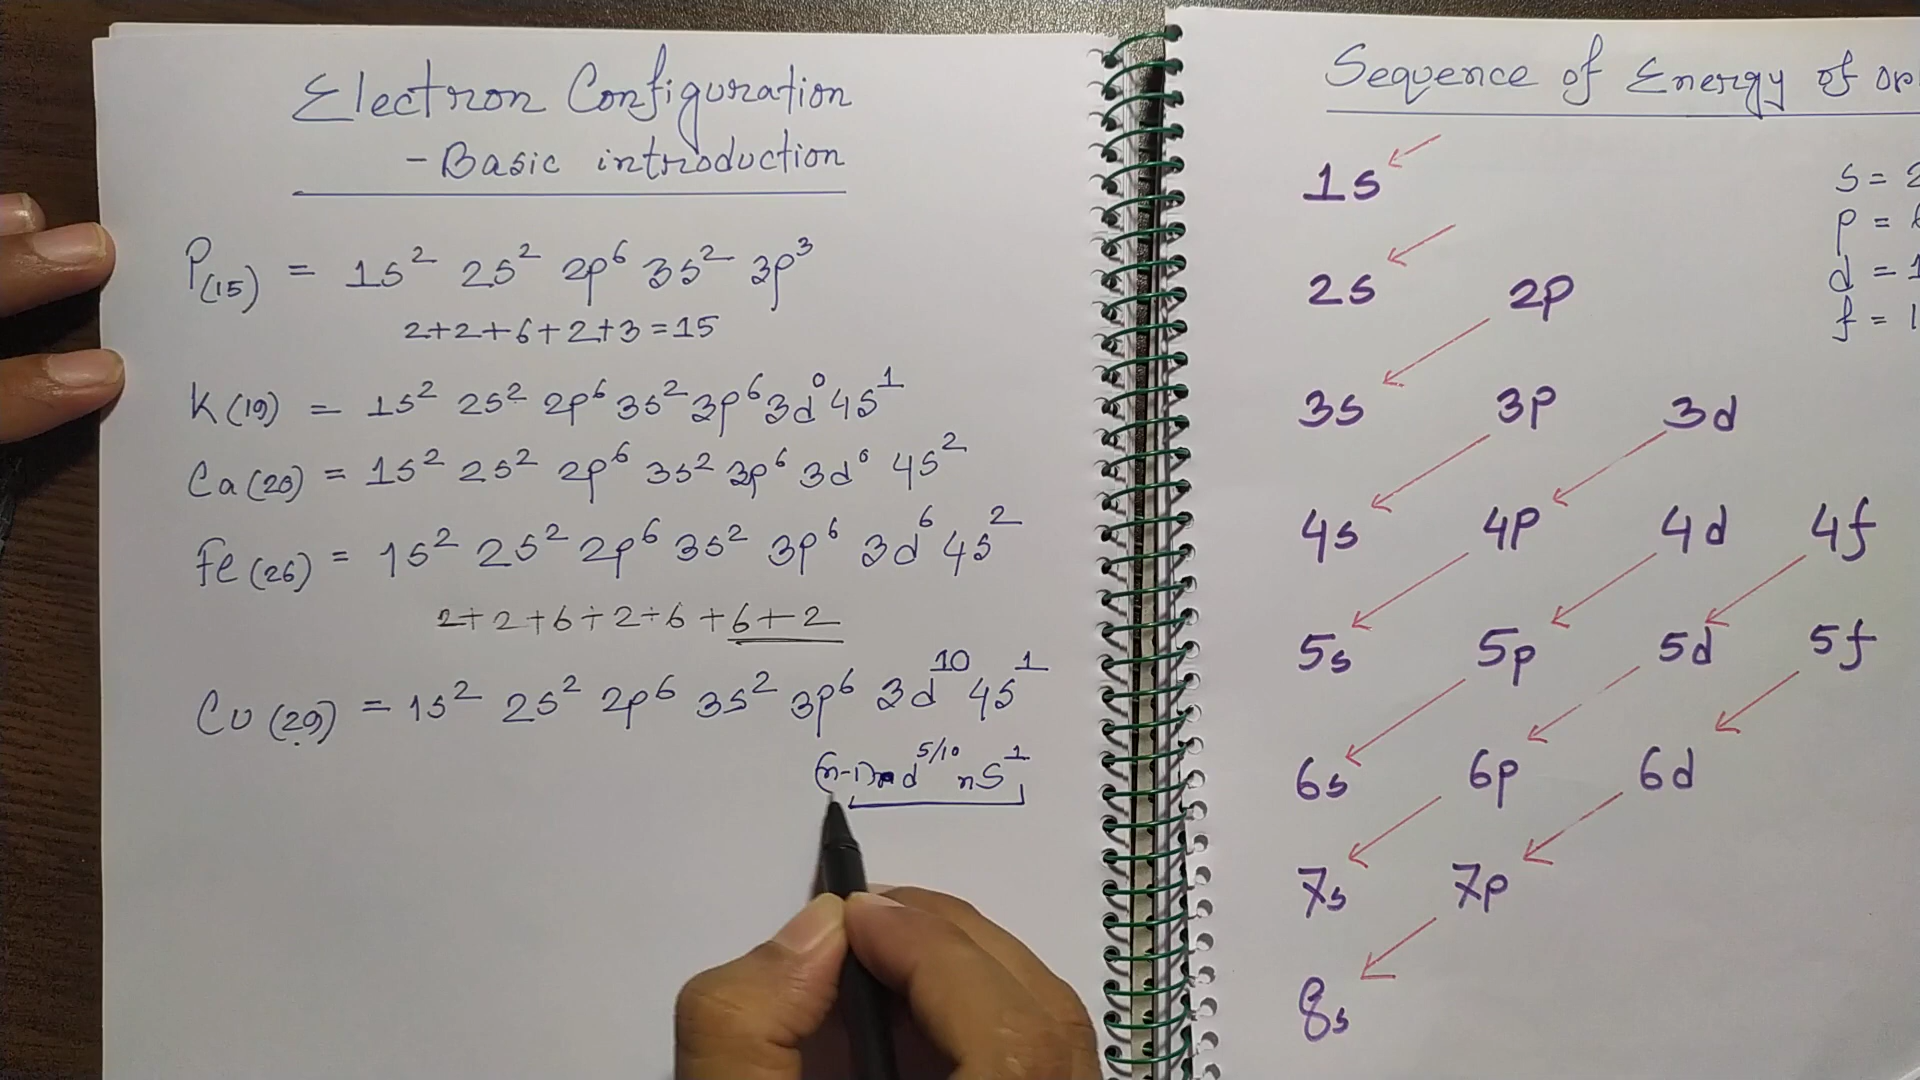 Electron Configuration
- Basic introduction
P(15) = 1s² 2s² 2p⁶ 3s² 3p³
2+2+6+2+3=15
K(19) = 1s² 2s² 2p⁶ 3s² 3p⁶ 3d⁰ 4s¹
Ca(20) = 1s² 2s² 2p⁶ 3s² 3p⁶ 3d⁰ 4s²
Fe(26) = 1s² 2s² 2p⁶ 3s² 3p⁶ 3d⁶ 4s²
2+2+6+2+6+6+2
Cu(29) = 1s² 2s² 2p⁶ 3s² 3p⁶ 3d¹⁰ 4s¹
(n-1) d⁵/¹⁰ nS¹
Sequence of Energy of
1s
s =
2s 2p
p =
d = 1
f = 1
3s 3p 3d
4s 4p 4d 4f
5s 5p 5d 5f
6s 6p 6d
7s 7p
8s